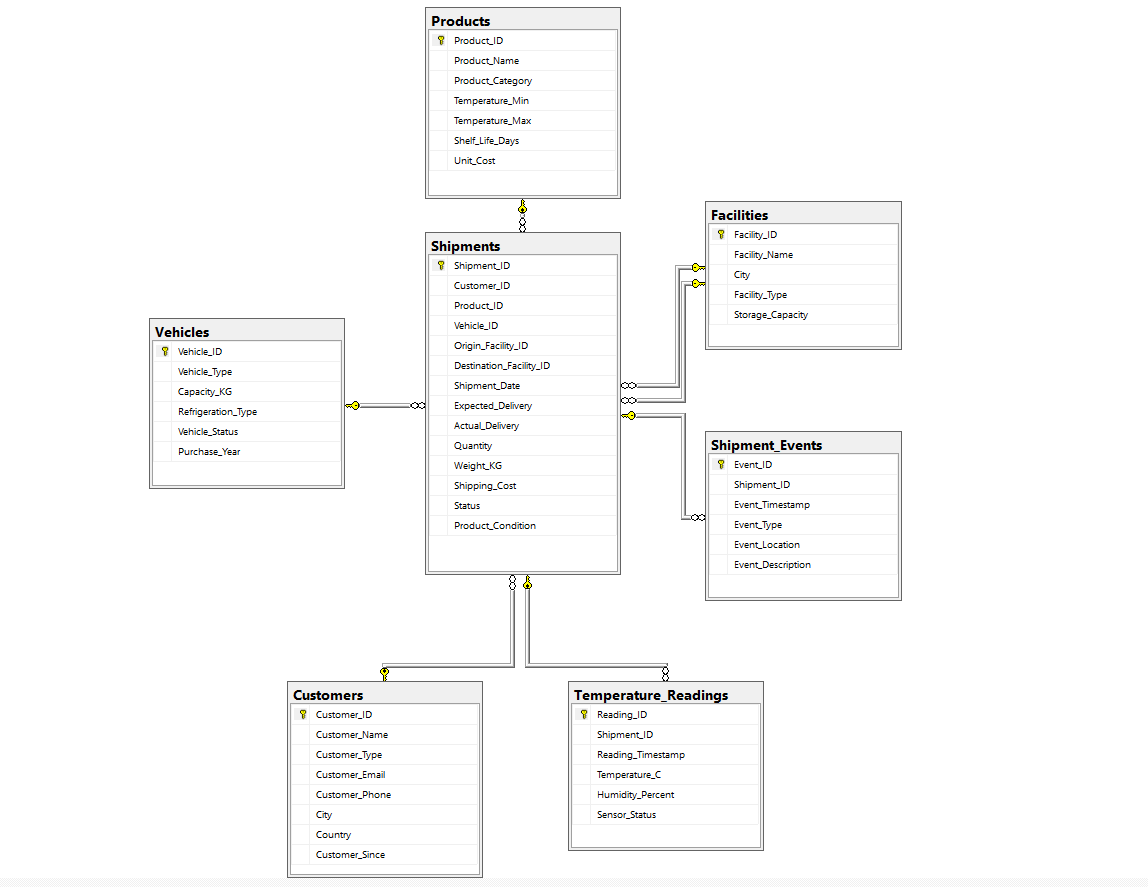 Products
Product_ID
Product_Name
Product_Category
Temperature_Min
Temperature_Max
Shelf_Life_Days
Unit_Cost
Facilities
Facility_ID
Facility_Name
City
Facility_Type
Storage_Capacity
Shipments
Shipment_ID
Customer_ID
Product_ID
Vehicle_ID
Origin_Facility_ID
Destination_Facility_ID
Shipment_Date
Expected_Delivery
Actual_Delivery
Quantity
Weight_KG
Shipping_Cost
Status
Product_Condition
Vehicles
Vehicle_ID
Vehicle_Type
Capacity_KG
Refrigeration_Type
Vehicle_Status
Purchase_Year
Shipment_Events
Event_ID
Shipment_ID
Event_Timestamp
Event_Type
Event_Location
Event_Description
Customers
Customer_ID
Customer_Name
Customer_Type
Customer_Email
Customer_Phone
City
Country
Customer_Since
Temperature_Readings
Reading_ID
Shipment_ID
Reading_Timestamp
Temperature_C
Humidity_Percent
Sensor_Status